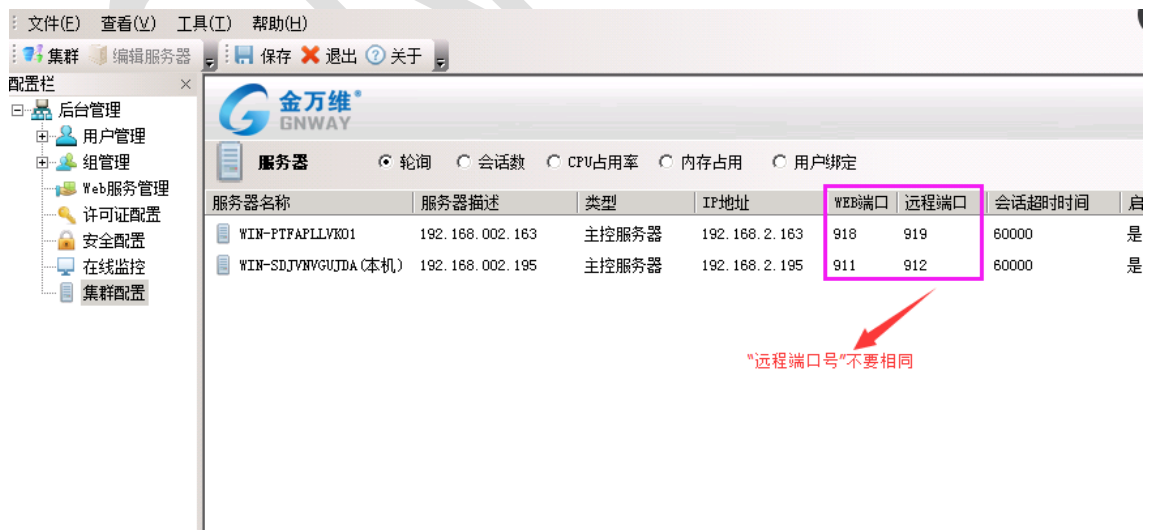 文件(F) 查看(V) 工具(T) 帮助(H)
集群 编辑服务器 保存 退出 关于
配置栏
后台管理
用户管理
组管理
Web服务管理
许可证配置
安全配置
在线监控
集群配置
金万维®
GNWAY
服务器 轮询 会话数 CPU占用率 内存占用 用户绑定
服务器名称 服务器描述 类型 IP地址 WEB端口 远程端口 会话超时时间 启
WIN-PTFAPLLVKO1 192.168.002.163 主控服务器 192.168.2.163 918 919 60000 是
WIN-SDJVNVGUJDA(本机) 192.168.002.195 主控服务器 192.168.2.195 911 912 60000 是
“远程端口号”不要相同